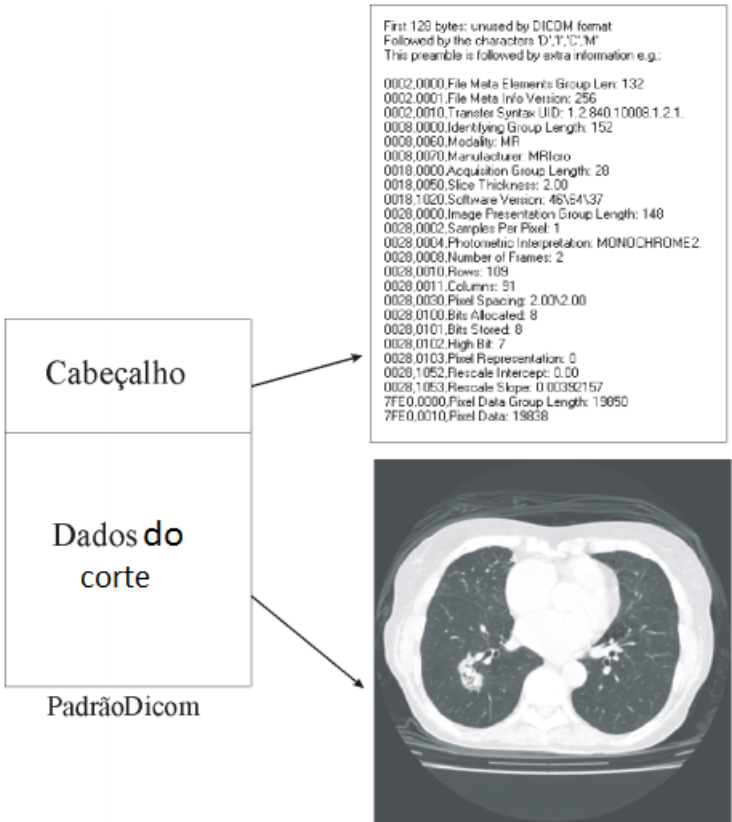 First 128 bytes: unused by DICOM format
Followed by the characters 'D','I','C','M'
This preamble is followed by extra information e.g.:
0002,0000,File Meta Elements Group Len: 132
0002,0001,File Meta Info Version: 256
0002,0010,Transfer Syntax UID: 1.2.840.10008.1.2.1.
0008,0000,Identifying Group Length: 152
0008,0060,Modality: MR
0008,0070,Manufacturer: MRIcro
0018,0000,Acquisition Group Length: 28
0018,0050,Slice Thickness: 2.00
0018,1020,Software Version: 46\64\37
0028,0000,Image Presentation Group Length: 148
0028,0002,Samples Per Pixel: 1
0028,0004,Photometric Interpretation: MONOCHROME2.
0028,0008,Number of Frames: 2
0028,0010,Rows: 109
0028,0011,Columns: 91
0028,0030,Pixel Spacing: 2.00\2.00
0028,0100,Bits Allocated: 8
0028,0101,Bits Stored: 8
0028,0102,High Bit: 7
0028,0103,Pixel Representation: 0
0028,1052,Rescale Intercept: 0.00
0028,1053,Rescale Slope: 0.00392157
7FE0,0000,Pixel Data Group Length: 19850
7FE0,0010,Pixel Data: 19838
Cabeçalho
Dados do
corte
PadrãoDicom